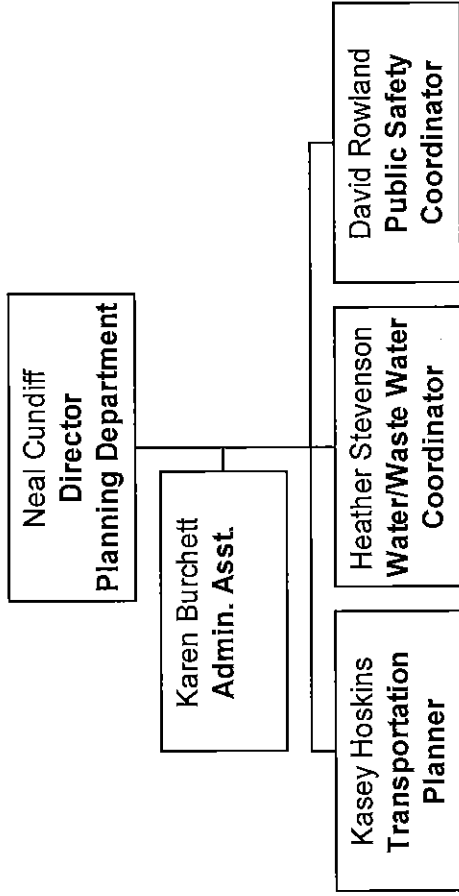 Neal Cundiff
Director
Planning Department
Karen Burchett
Admin. Asst.
Kasey Hoskins
Transportation
Planner
Heather Stevenson
Water/Waste Water
Coordinator
David Rowland
Public Safety
Coordinator